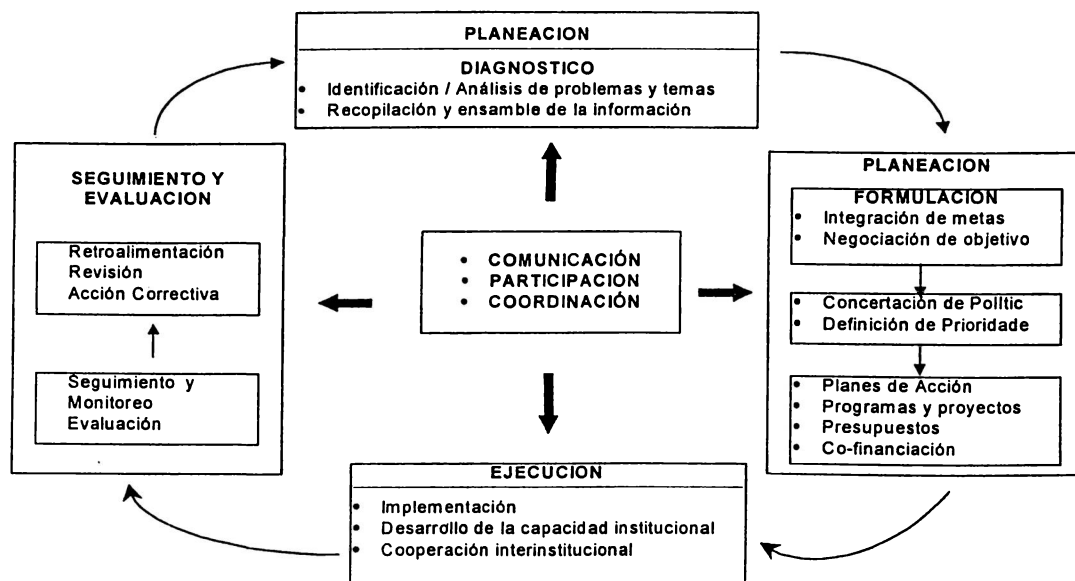 PLANEACION
DIAGNOSTICO
• Identificación / Análisis de problemas y temas
• Recopilación y ensamble de la información
SEGUIMIENTO Y
EVALUACION
Retroalimentación
Revisión
Acción Correctiva
Seguimiento y
Monitoreo
Evaluación
• COMUNICACIÓN
• PARTICIPACION
• COORDINACIÓN
PLANEACION
FORMULACION
• Integración de metas
• Negociación de objetivo
• Concertación de Polític
• Definición de Prioridade
• Planes de Acción
• Programas y proyectos
• Presupuestos
• Co-financiación
EJECUCION
• Implementación
• Desarrollo de la capacidad institucional
• Cooperación interinstitucional